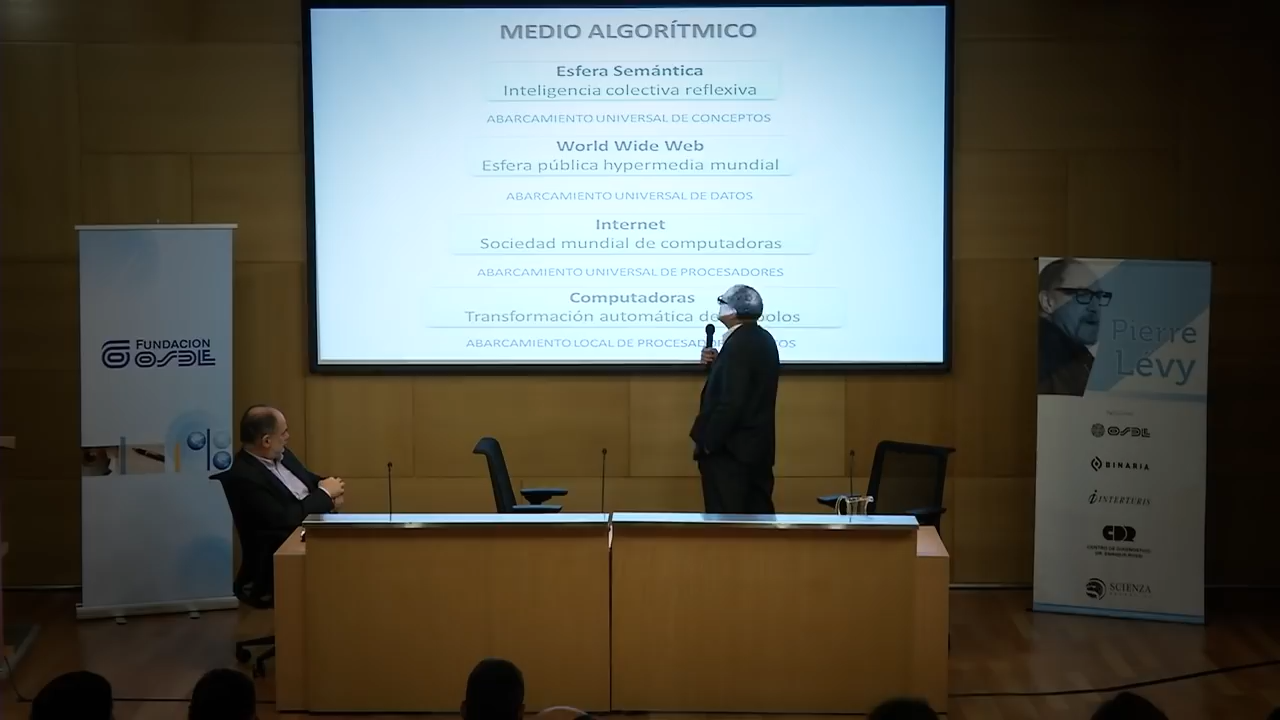 MEDIO ALGORÍTMICO
Esfera Semántica
Inteligencia colectiva reflexiva
ABARCAMIENTO UNIVERSAL DE CONCEPTOS
World Wide Web
Esfera pública hypermedia mundial
ABARCAMIENTO UNIVERSAL DE DATOS
Internet
Sociedad mundial de computadoras
ABARCAMIENTO UNIVERSAL DE PROCESADORES
Computadoras
Transformación automática de
ABARCAMIENTO LOCAL DE
FUNDACION
OSDE
Pierre
Lévy
OSDE
BINARIA
INTERTURIS
CDR
SCIENZA